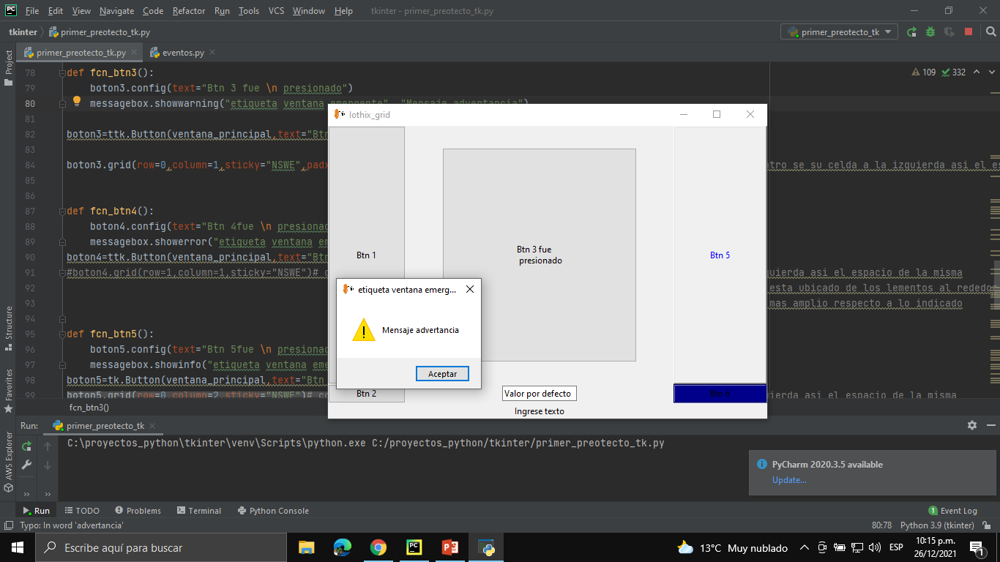 File Edit View Navigate Code Refactor Run Tools VCS Window Help tkinter - primer_preotecto_tk.py
tkinter primer_preotecto_tk.py primer_preotecto_tk
Project
primer_preotecto_tk.py eventos.py
78 def fcn_btn3(): 109 332
79 boton3.config(text="Btn 3 fue \n presionado")
80 messagebox.showwarning("etiqueta ventana emergente", "Mensaje advertancia")
81
82 boton3=ttk.Button(ventana_principal,text="Btn
83
84 boton3.grid(row=0,column=1,sticky="NSWE",padx tro se su celda a la izquierda asi el es
85
86
87 def fcn_btn4():
88 boton4.config(text="Btn 4fue \n presionad
89 messagebox.showerror("etiqueta ventana em
90 boton4=ttk.Button(ventana_principal,text="Btn
91 #boton4.grid(row=1,column=1,sticky="NSWE")# c uierda asi el espacio de la misma
92 esta ubicado de los lementos al rededor
93 mas amplio respecto a lo indicado
94
95 def fcn_btn5():
96 boton5.config(text="Btn 5fue \n presionad
97 messagebox.showinfo("etiqueta ventana eme
98 boton5=tk.Button(ventana_principal,text="Btn
99 boton5.grid(row=0,column=2,sticky="NSWE")# co ierda asi el espacio de la misma
fcn_btn3()
lothix_grid
Btn 1
Btn 3 fue
presionado
Btn 5
Btn 2
Valor por defecto
Btn 6
Ingrese texto
etiqueta ventana emerg...
Mensaje advertancia
Aceptar
Structure
Favorites
AWS Explorer
Run: primer_preotecto_tk
C:\proyectos_python\tkinter\venv\Scripts\python.exe C:/proyectos_python/tkinter/primer_preotecto_tk.py
PyCharm 2020.3.5 available
Update...
Run TODO Problems Terminal Python Console 1 Event Log
Typo: In word 'advertancia' 80:78 Python 3.9 (tkinter)
Escribe aquí para buscar 13°C Muy nublado ESP 10:15 p.m.
26/12/2021 1